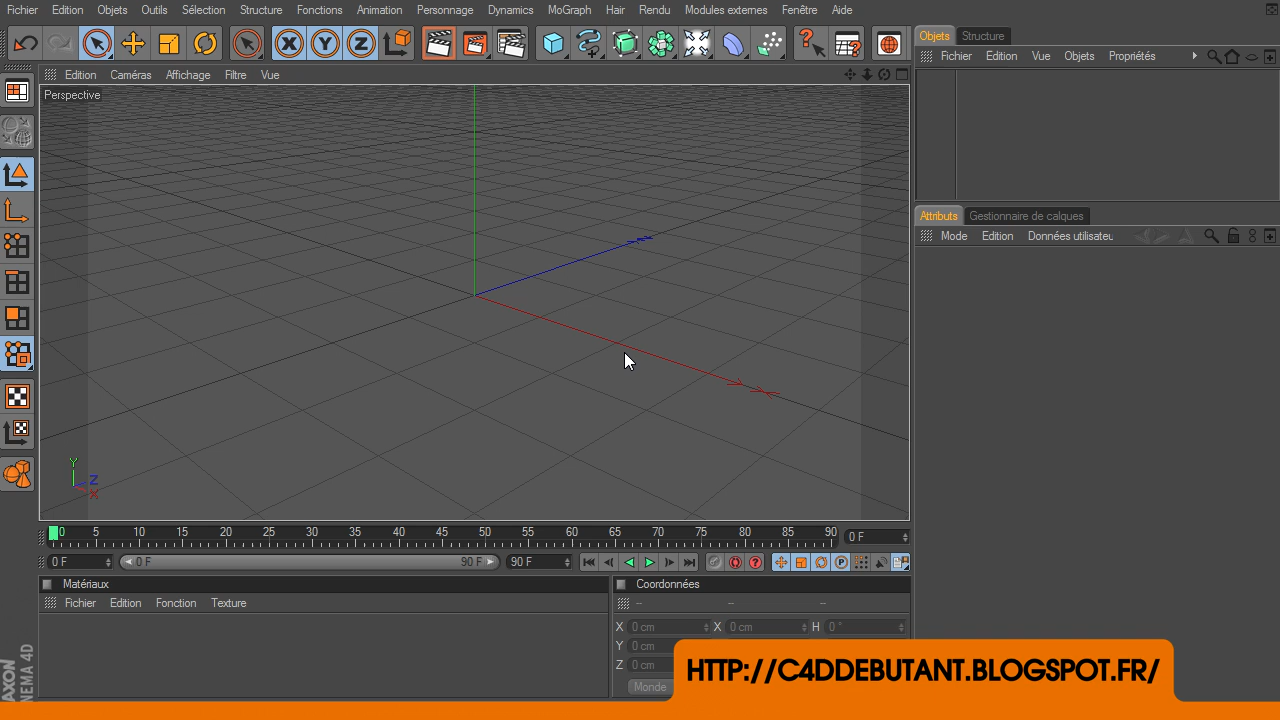 Fichier Edition Objets Outils Sélection Structure Fonctions Animation Personnage Dynamics MoGraph Hair Rendu Modules externes Fenêtre Aide
X Y Z
Objets Structure
Fichier Edition Vue Objets Propriétés
Edition Caméras Affichage Filtre Vue
Perspective
Attributs Gestionnaire de calques
Mode Edition Données utilisateu
Y
Z
X
0 5 10 15 20 25 30 35 40 45 50 55 60 65 70 75 80 85 90 0 F
0 F 0 F 90 F 90 F P
Matériaux
Fichier Edition Fonction Texture
Coordonnées
-- -- --
X 0 cm X 0 cm H 0 °
Y 0 cm
Z 0 cm
Monde
AXON
NEMA 4D
HTTP://C4DDEBUTANT.BLOGSPOT.FR/